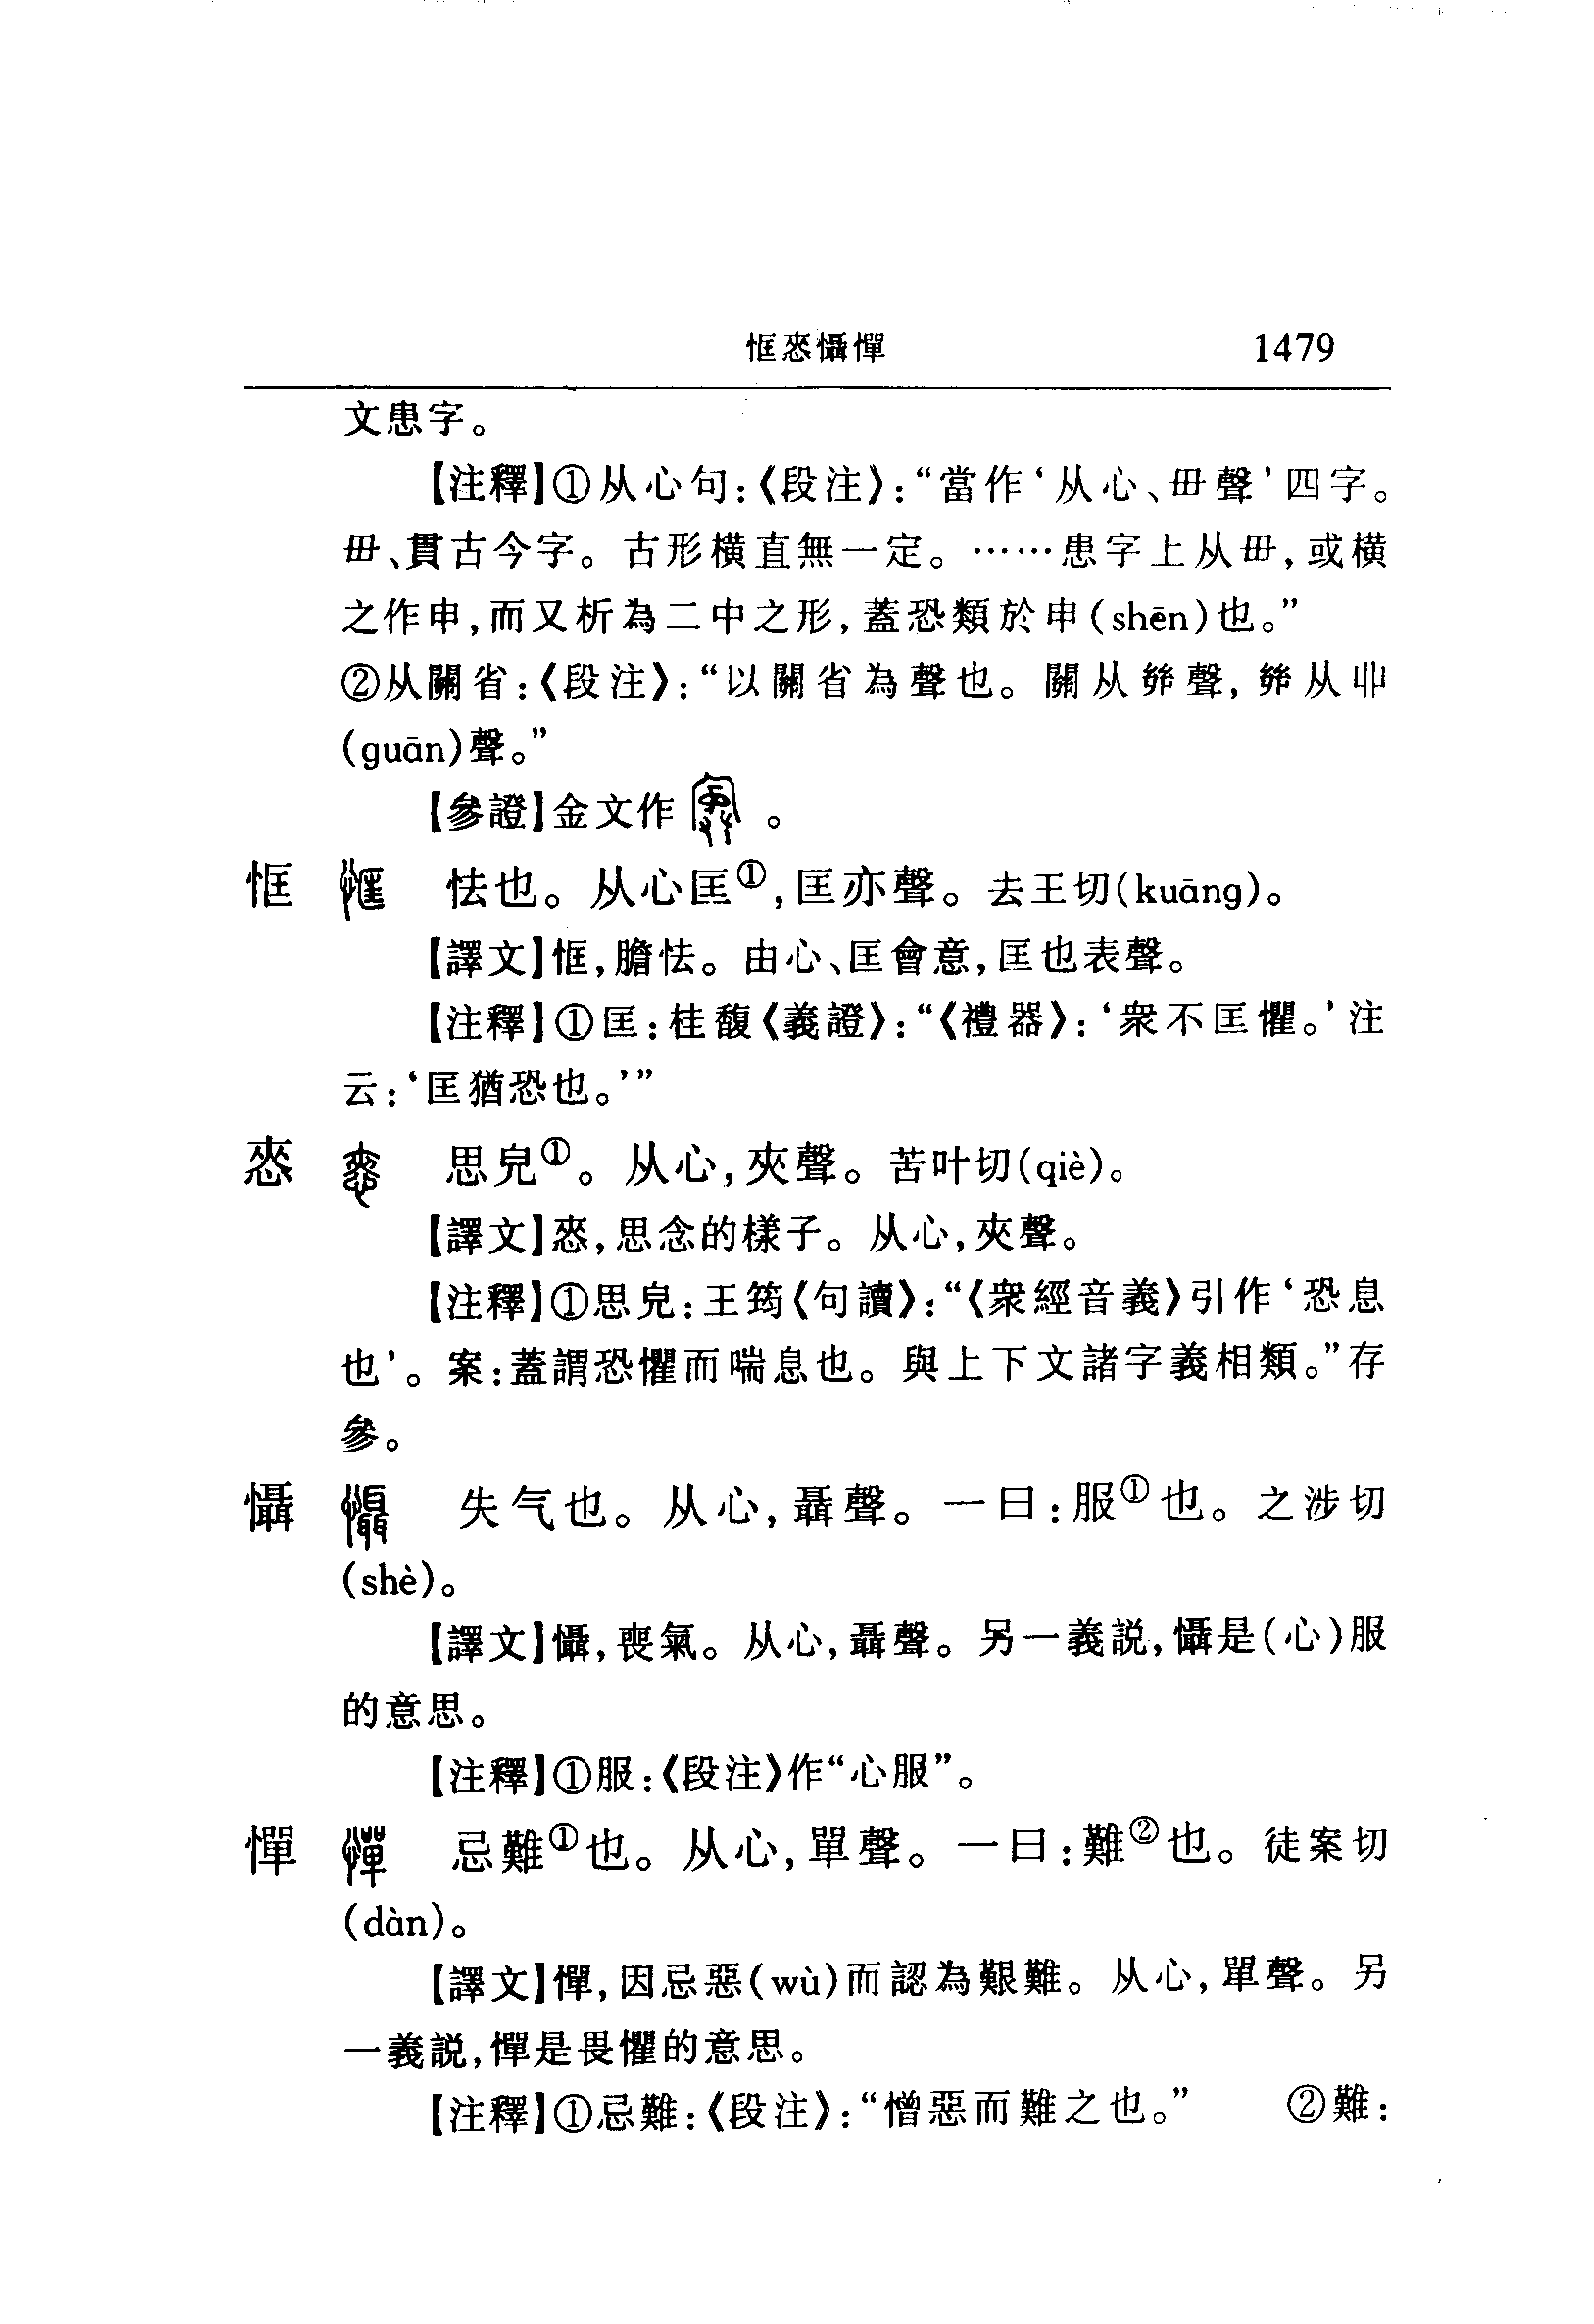 恇㥦懾憚 1479
文患字。
【注釋】①从心句:《段注》:“當作‘从心、毌聲’四字。
毌、貫古今字。古形橫直無一定。……患字上从毌,或橫
之作申,而又析為二中之形,蓋恐類於申(shēn)也。”
②从關省:《段注》:“以關省為聲也。關从𢇇聲,𢇇从丱
(guān)聲。”
【參證】金文作 。
恇 怯也。从心匡①,匡亦聲。去王切(kuāng)。
【譯文】恇,膽怯。由心、匡會意,匡也表聲。
【注釋】①匡:桂馥《義證》:“《禮器》:‘衆不匡懼。’注
云:‘匡猶恐也。’”
㥦 思皃①。从心,夾聲。苦叶切(qiè)。
【譯文】㥦,思念的樣子。从心,夾聲。
【注釋】①思皃:王筠《句讀》:“《衆經音義》引作‘恐息
也’。案:蓋謂恐懼而喘息也。與上下文諸字義相類。”存
參。
懾 失气也。从心,聶聲。一曰:服①也。之涉切
(shè)。
【譯文】懾,喪氣。从心,聶聲。另一義説,懾是(心)服
的意思。
【注釋】①服:《段注》作“心服”。
憚 忌難①也。从心,單聲。一曰:難②也。徒案切
(dàn)。
【譯文】憚,因忌惡(wù)而認為艱難。从心,單聲。另
一義説,憚是畏懼的意思。
【注釋】①忌難:《段注》:“憎惡而難之也。” ②難: